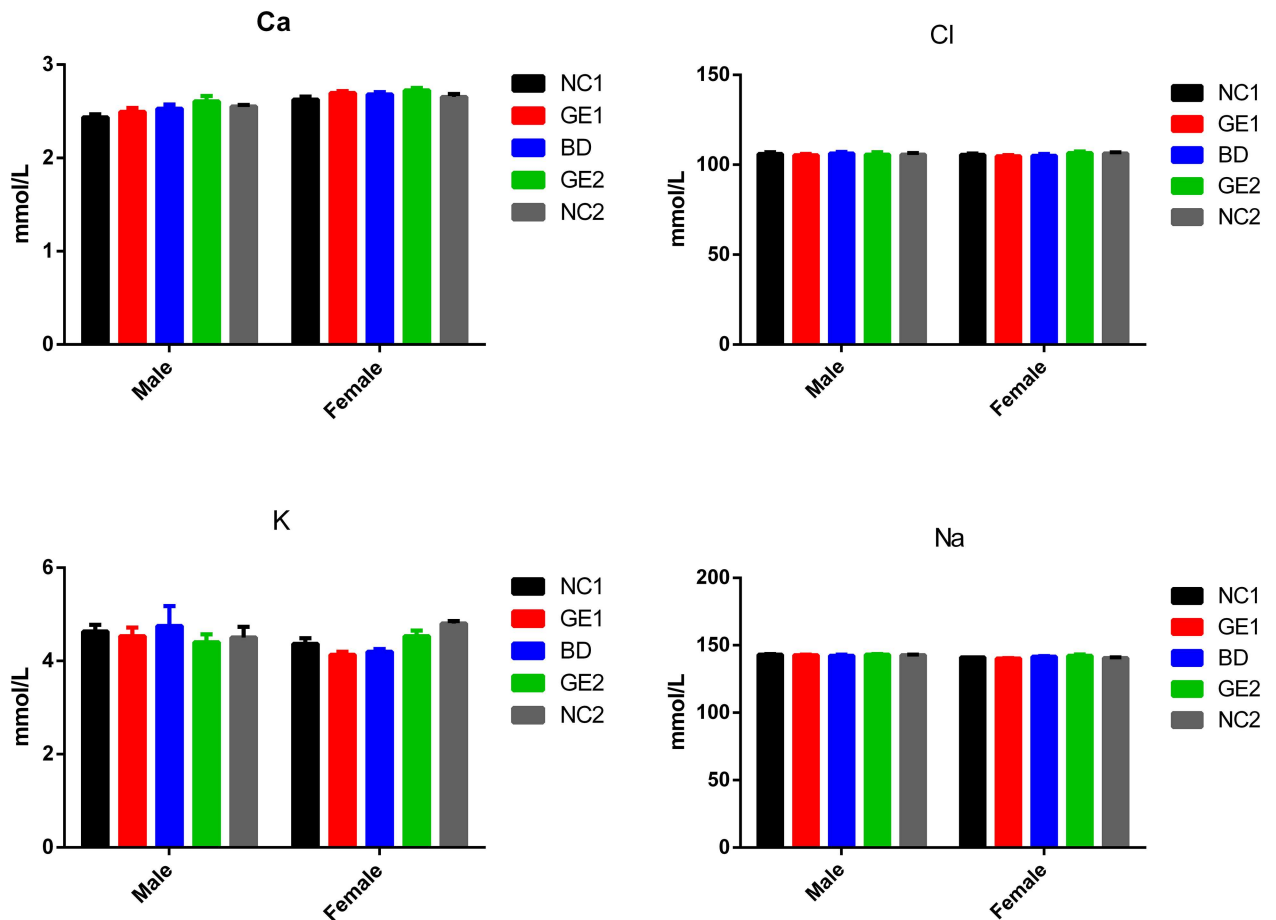 Ca
3
2
1
0
mmol/L
Male
Female
NC1
GE1
BD
GE2
NC2
Cl
150
100
50
0
mmol/L
Male
Female
NC1
GE1
BD
GE2
NC2
K
6
4
2
0
mmol/L
Male
Female
NC1
GE1
BD
GE2
NC2
Na
200
150
100
50
0
mmol/L
Male
Female
NC1
GE1
BD
GE2
NC2